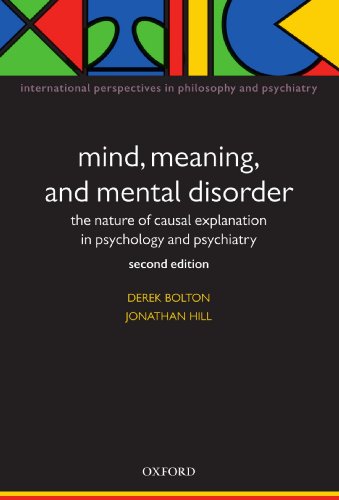 international perspectives in philosophy and psychiatry
mind, meaning,
and mental disorder
the nature of causal explanation
in psychology and psychiatry
second edition
DEREK BOLTON
JONATHAN HILL
OXFORD